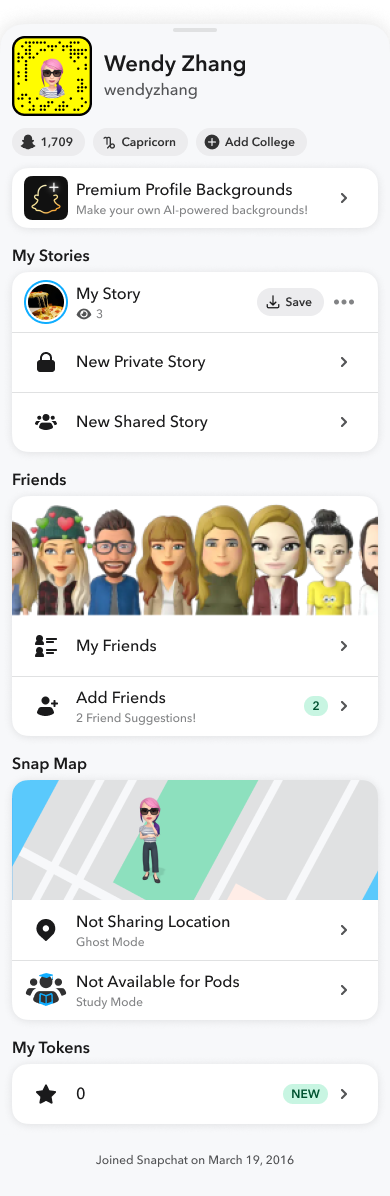 Wendy Zhang
wendyzhang
1,709
Capricorn
Add College
Premium Profile Backgrounds
Make your own AI-powered backgrounds!
My Stories
My Story
3
Save
New Private Story
New Shared Story
Friends
My Friends
Add Friends
2 Friend Suggestions!
2
Snap Map
Not Sharing Location
Ghost Mode
Not Available for Pods
Study Mode
My Tokens
0
NEW
Joined Snapchat on March 19, 2016